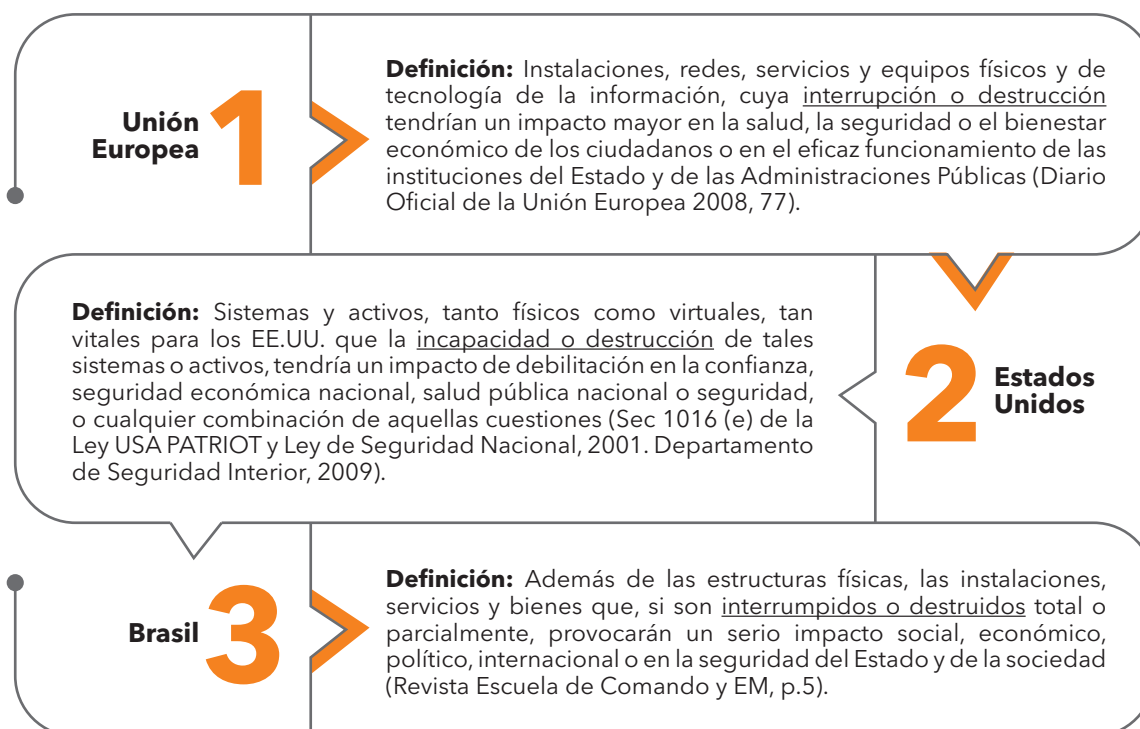 Unión
Europea
1
Definición: Instalaciones, redes, servicios y equipos físicos y de
tecnología de la información, cuya interrupción o destrucción
tendrían un impacto mayor en la salud, la seguridad o el bienestar
económico de los ciudadanos o en el eficaz funcionamiento de las
instituciones del Estado y de las Administraciones Públicas (Diario
Oficial de la Unión Europea 2008, 77).
Definición: Sistemas y activos, tanto físicos como virtuales, tan
vitales para los EE.UU. que la incapacidad o destrucción de tales
sistemas o activos, tendría un impacto de debilitación en la confianza,
seguridad económica nacional, salud pública nacional o seguridad,
o cualquier combinación de aquellas cuestiones (Sec 1016 (e) de la
Ley USA PATRIOT y Ley de Seguridad Nacional, 2001. Departamento
de Seguridad Interior, 2009).
2
Estados
Unidos
Brasil
3
Definición: Además de las estructuras físicas, las instalaciones,
servicios y bienes que, si son interrumpidos o destruidos total o
parcialmente, provocarán un serio impacto social, económico,
político, internacional o en la seguridad del Estado y de la sociedad
(Revista Escuela de Comando y EM, p.5).